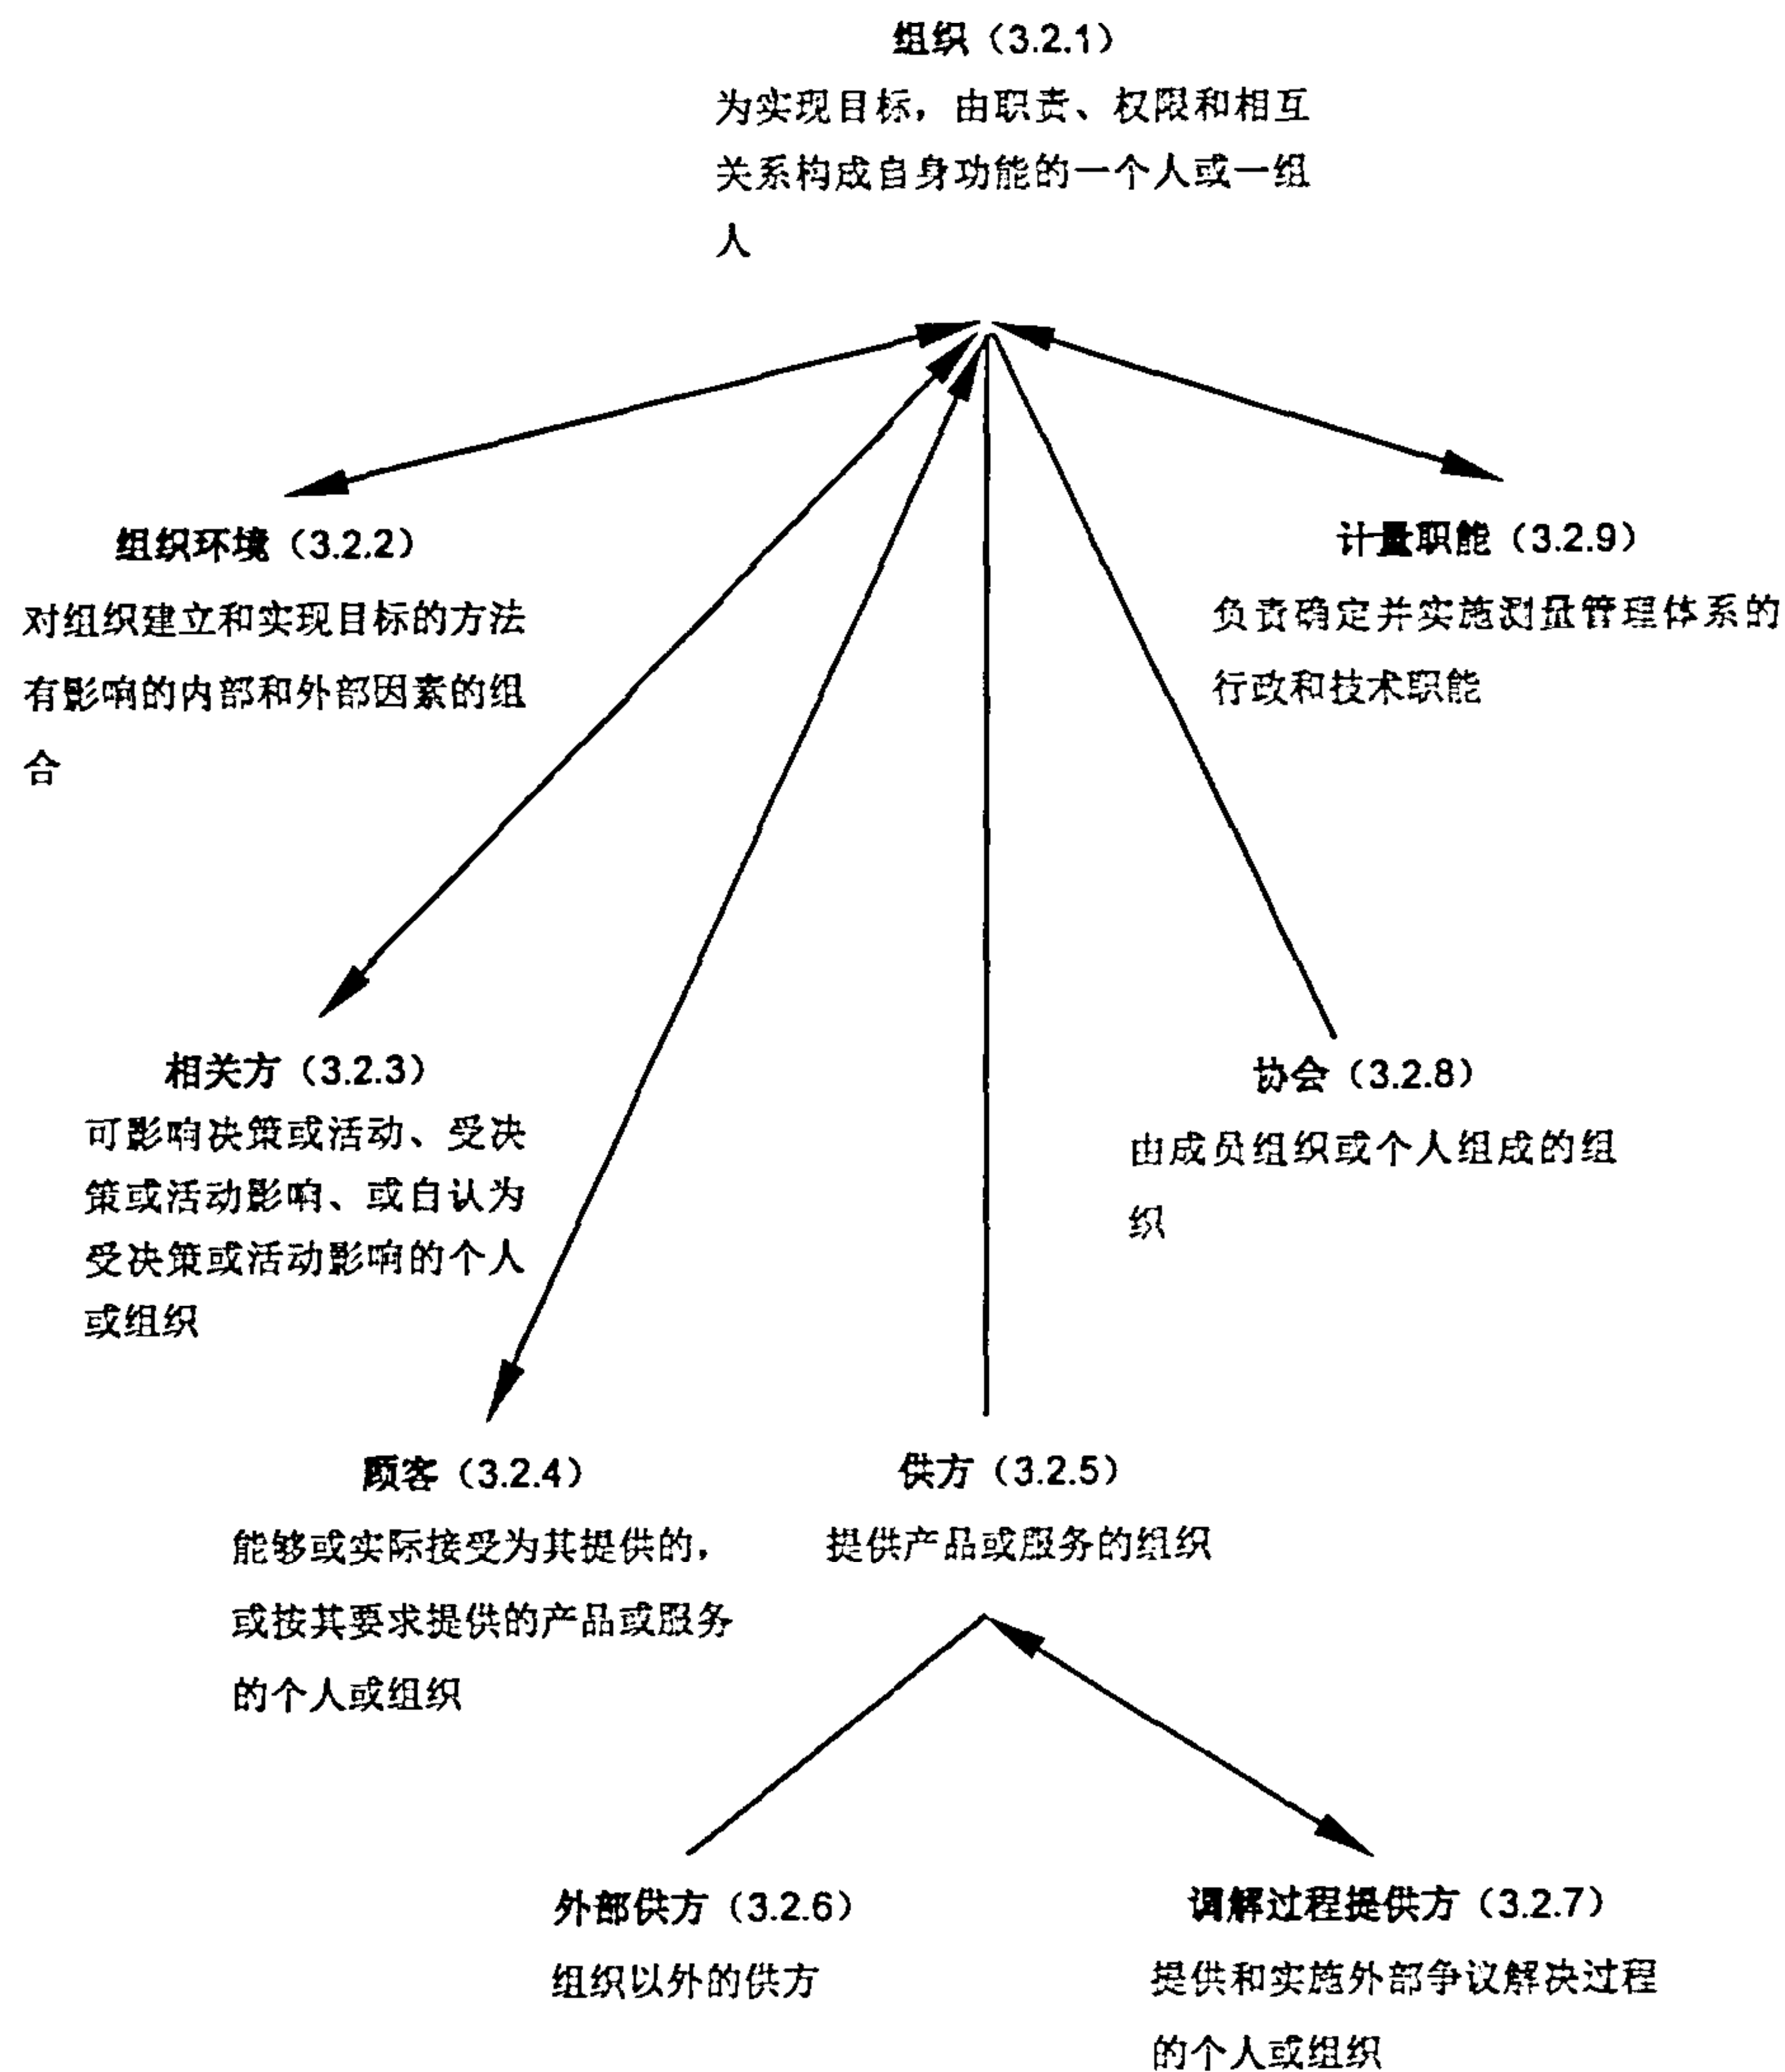 组织（3.2.1）
为实现目标，由职责、权限和相互
关系构成自身功能的一个人或一组
人
组织环境（3.2.2）
对组织建立和实现目标的方法
有影响的内部和外部因素的组
合
计量职能（3.2.9）
负责确定并实施测量管理体系的
行政和技术职能
相关方（3.2.3）
可影响决策或活动、受决
策或活动影响、或自认为
受决策或活动影响的个人
或组织
协会（3.2.8）
由成员组织或个人组成的组
织
顾客（3.2.4）
能够或实际接受为其提供的，
或按其要求提供的产品或服务
的个人或组织
供方（3.2.5）
提供产品或服务的组织
外部供方（3.2.6）
组织以外的供方
调解过程提供方（3.2.7）
提供和实施外部争议解决过程
的个人或组织